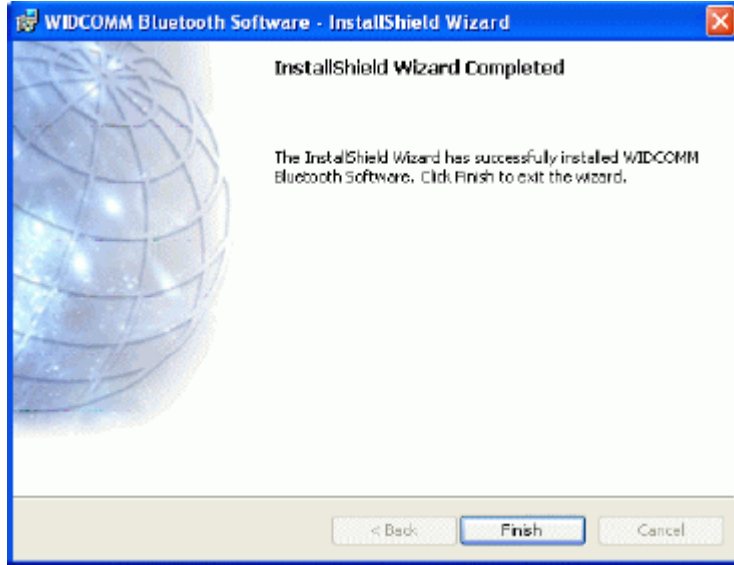 WIDCOMM Bluetooth Software - InstallShield Wizard
InstallShield Wizard Completed
The InstallShield Wizard has successfully installed WIDCOMM
Bluetooth Software. Click Finish to exit the wizard.
< Back
Finish
Cancel